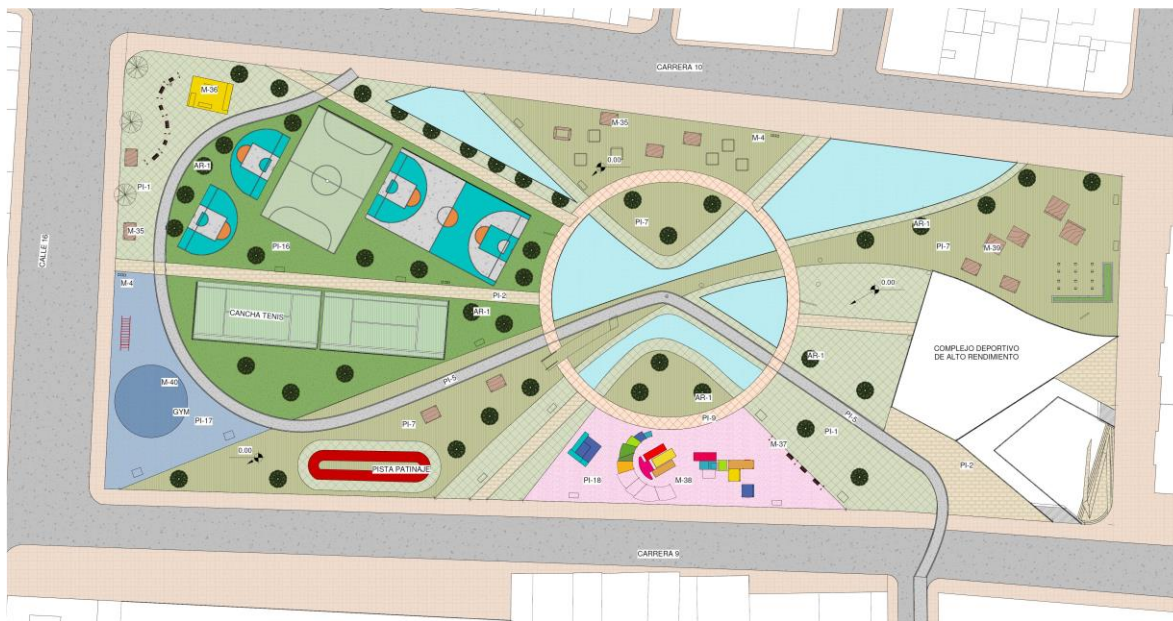 CARRERA 10
M-36
M-35
M-4
0.00
AR-1
PI-1
PI-7
AR-1
M-35
PI-16
PI-7
M-39
CALLE 16
M-4
PI-2
0.00
CANCHA TENIS
AR-1
COMPLEJO DEPORTIVO
DE ALTO RENDIMIENTO
AR-1
M-40
PI-5
AR-1
GYM
PI-17
PI-7
PI-9
PI-5
PI-1
M-37
0.00
PISTA PATINAJE
PI-2
PI-18
M-38
CARRERA 9